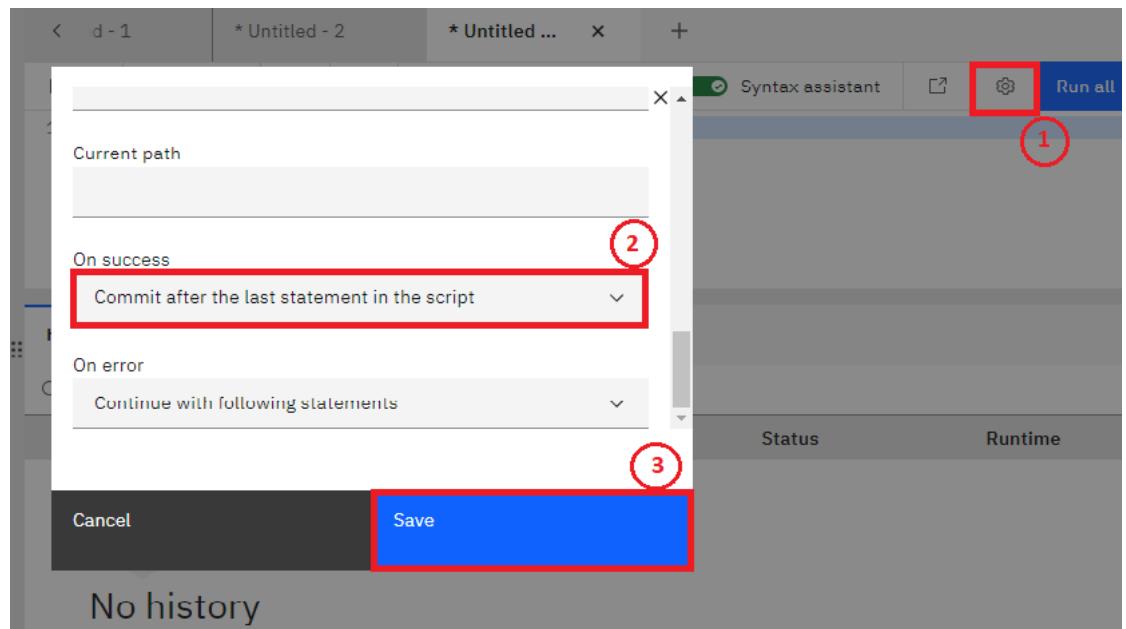 d - 1
* Untitled - 2
* Untitled ...
Syntax assistant
Run all
1
Current path
2
On success
Commit after the last statement in the script
On error
Continue with following statements
Status
Runtime
3
Cancel
Save
No history